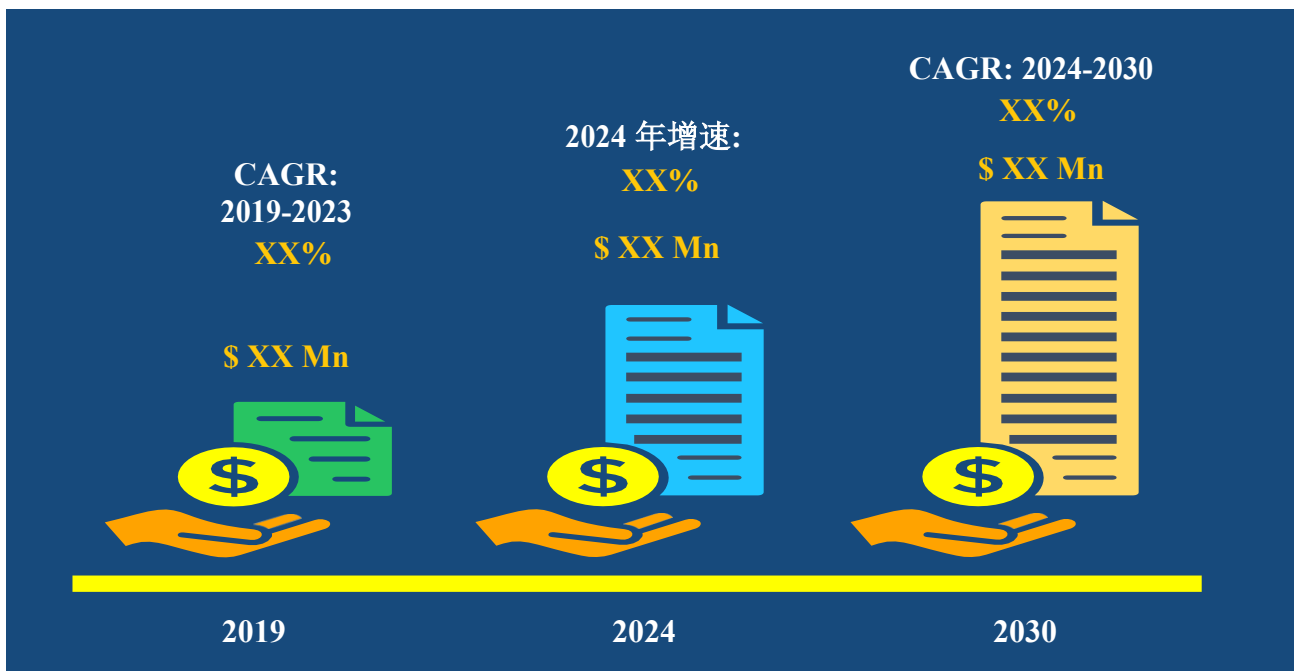 CAGR:
2019-2023
XX%
$ XX Mn
2024 年增速:
XX%
$ XX Mn
CAGR: 2024-2030
XX%
$ XX Mn
$
$
$
2019
2024
2030